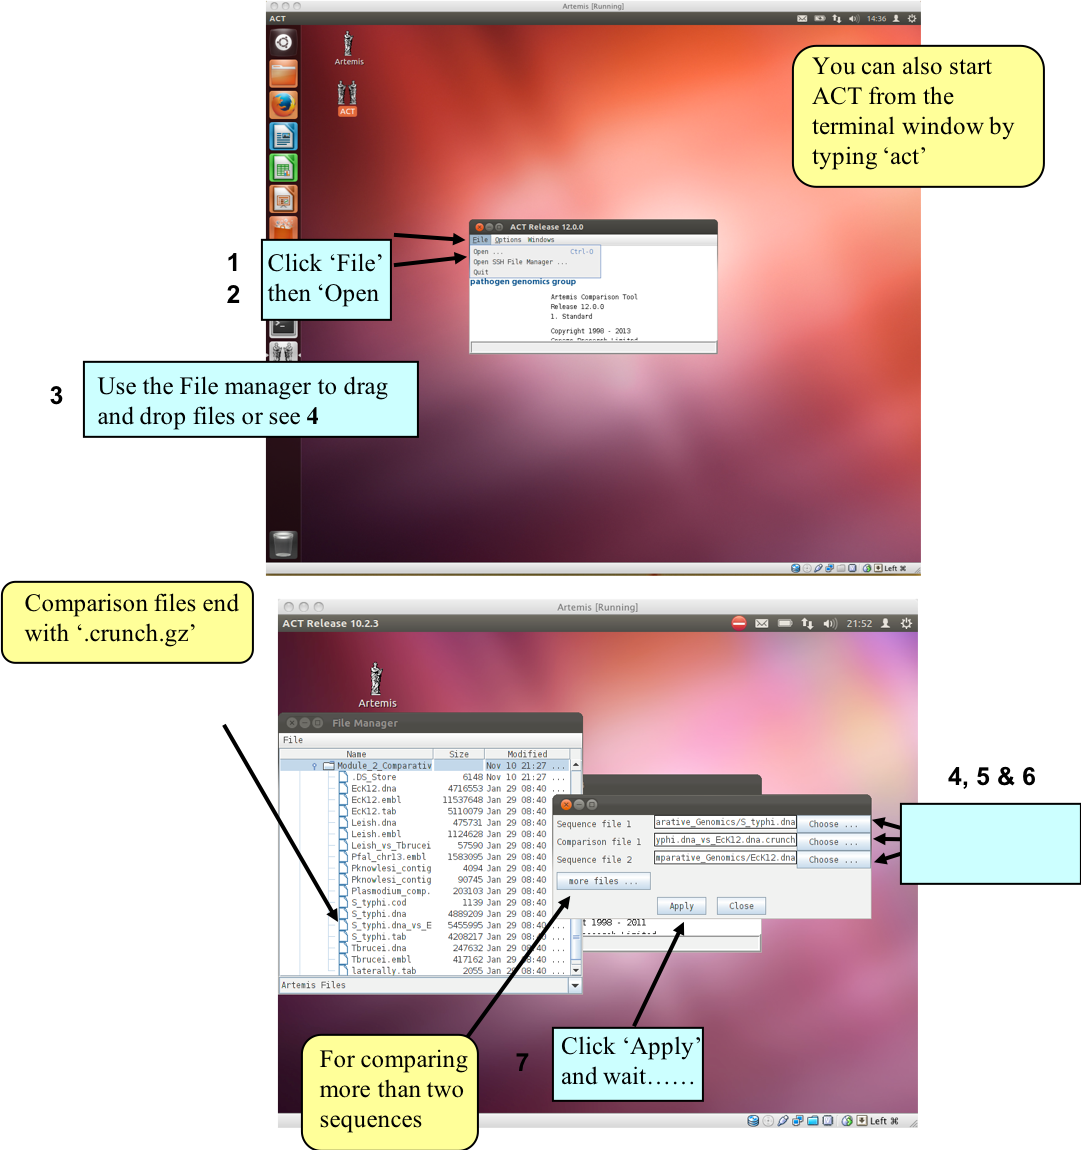 Artemis [Running]
ACT
14:36
Artemis
ACT
You can also start
ACT from the
terminal window by
typing ‘act’
ACT Release 12.0.0
File Options Windows
Open ... Ctrl-O
Open SSH File Manager ...
Quit
pathogen genomics group
Artemis Comparison Tool
Release 12.0.0
1. Standard
Copyright 1998 - 2013
Genome Research Limited
1
2
Click ‘File’
then ‘Open
3
Use the File manager to drag
and drop files or see 4
Left ⌘
Comparison files end
with ‘.crunch.gz’
Artemis [Running]
ACT Release 10.2.3
21:52
Artemis
File Manager
File
Name Size Modified
Module_2_Comparativ Nov 10 21:27 ...
.DS_Store 6148 Nov 10 21:27 ...
EcK12.dna 4716553 Jan 29 08:40 ...
EcK12.embl 11537648 Jan 29 08:40 ...
EcK12.tab 5110079 Jan 29 08:40 ...
Leish.dna 475731 Jan 29 08:40 ...
Leish.embl 1124628 Jan 29 08:40 ...
Leish_vs_Tbrucei 57590 Jan 29 08:40 ...
Pfal_chr13.embl 1583095 Jan 29 08:40 ...
Pknowlesi_contig 4094 Jan 29 08:40 ...
Pknowlesi_contig 90745 Jan 29 08:40 ...
Plasmodium_comp. 203103 Jan 29 08:40 ...
S_typhi.cod 1139 Jan 29 08:40 ...
S_typhi.dna 4889209 Jan 29 08:40 ...
S_typhi.dna_vs_E 5455995 Jan 29 08:40 ...
S_typhi.tab 4208217 Jan 29 08:40 ...
Tbrucei.dna 247632 Jan 29 08:40 ...
Tbrucei.embl 417162 Jan 29 08:40 ...
laterally.tab 2055 Jan 29 08:40 ...
Artemis Files
4, 5 & 6
Sequence file 1 arative_Genomics/S_typhi.dna Choose ...
Comparison file 1 yphi.dna_vs_EcK12.dna.crunch Choose ...
Sequence file 2 mparative_Genomics/EcK12.dna Choose ...
more files ...
Apply Close
t 1998 - 2011
For comparing
more than two
sequences
7
Click ‘Apply’
and wait……
Left ⌘